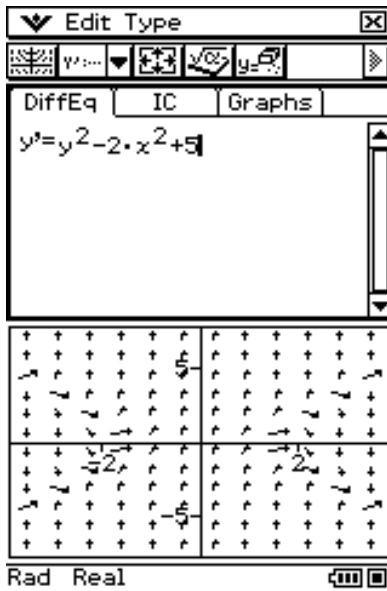 Edit Type
y':...
y=
DiffEq IC Graphs
y'=y²-2·x²+5
5
-2 2
-5
Rad Real